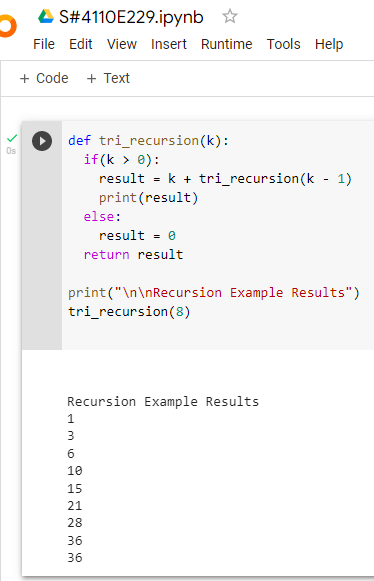 S#4110E229.ipynb
File Edit View Insert Runtime Tools Help
+ Code + Text
0s
def tri_recursion(k):
  if(k > 0):
    result = k + tri_recursion(k - 1)
    print(result)
  else:
    result = 0
  return result

print("\n\nRecursion Example Results")
tri_recursion(8)

Recursion Example Results
1
3
6
10
15
21
28
36
36